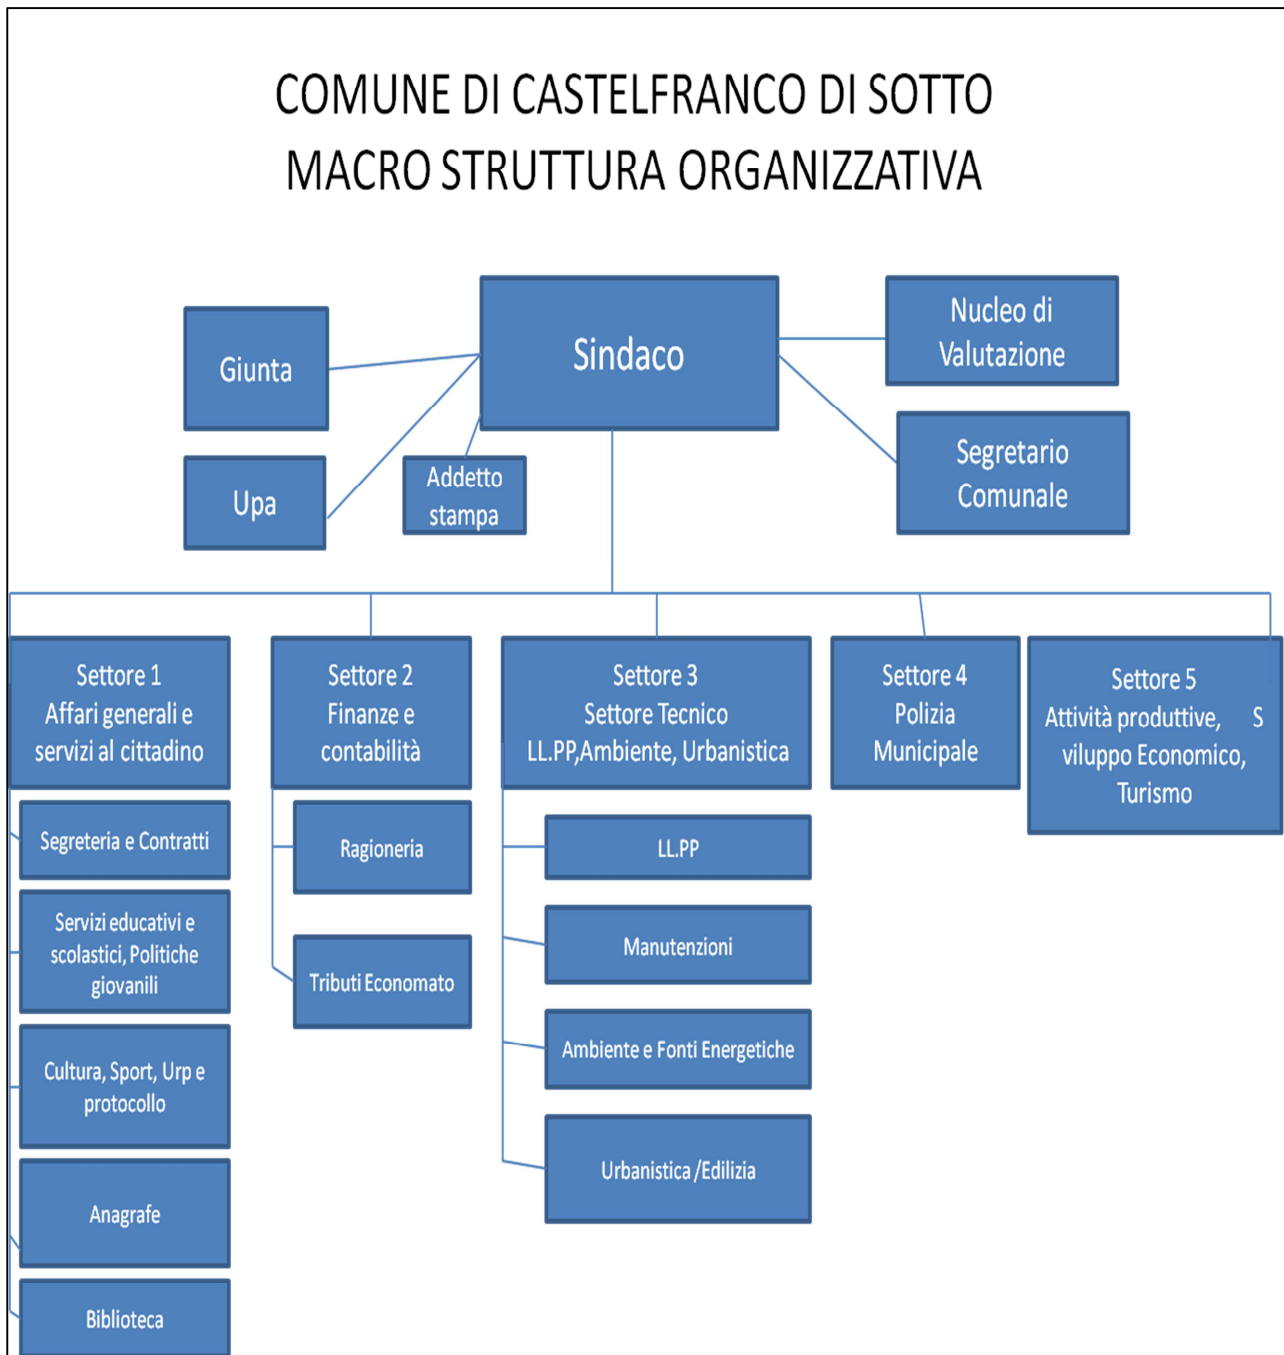 COMUNE DI CASTELFRANCO DI SOTTO
MACRO STRUTTURA ORGANIZZATIVA
Giunta
Sindaco
Nucleo di
Valutazione
Upa
Addetto
stampa
Segretario
Comunale
Settore 1
Affari generali e
servizi al cittadino
Settore 2
Finanze e
contabilità
Settore 3
Settore Tecnico
LL.PP,Ambiente, Urbanistica
Settore 4
Polizia
Municipale
Settore 5
Attività produttive, S
viluppo Economico,
Turismo
Segreteria e Contratti
Servizi educativi e
scolastici, Politiche
giovanili
Cultura, Sport, Urp e
protocollo
Anagrafe
Biblioteca
Ragioneria
Tributi Economato
LL.PP
Manutenzioni
Ambiente e Fonti Energetiche
Urbanistica /Edilizia